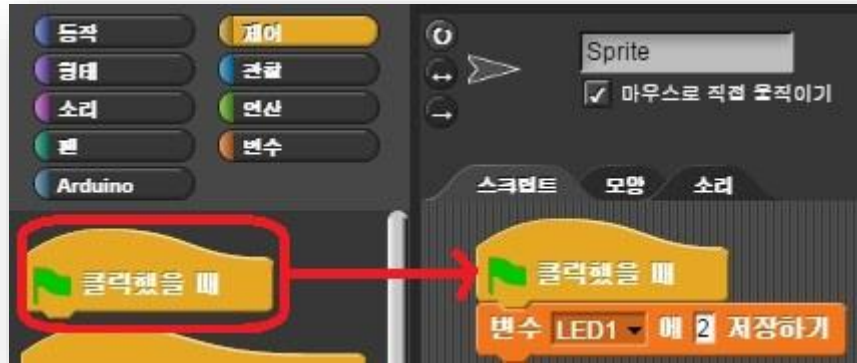 동작
제어
형태
관찰
소리
연산
펜
변수
Arduino
Sprite
마우스로 직접 움직이기
스크립트 모양 소리
클릭했을 때
클릭했을 때
변수 LED1 에 2 저장하기